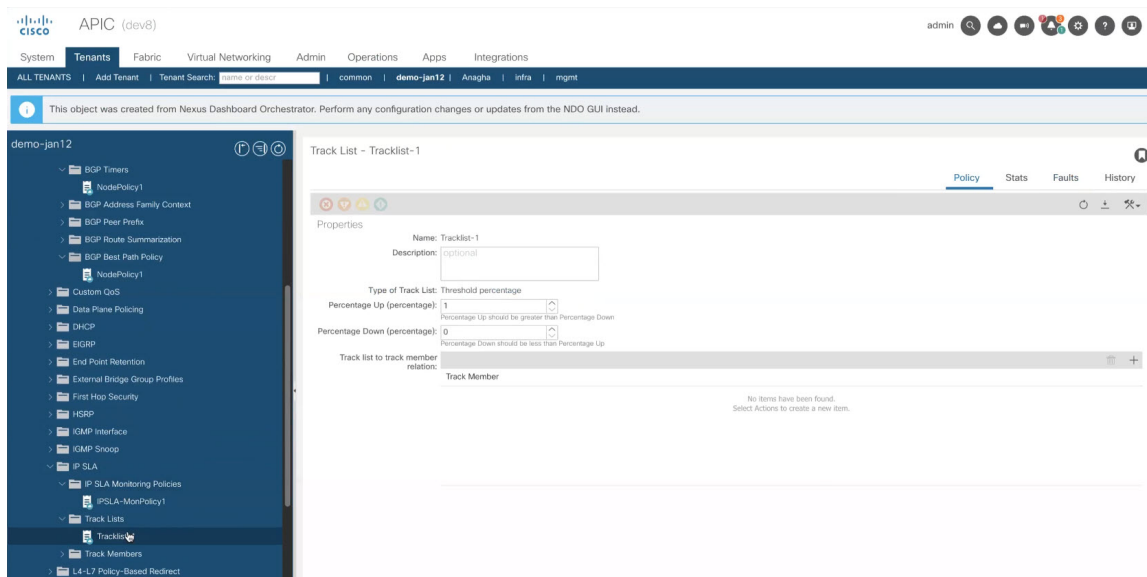 CISCO APIC (dev8) admin
System Tenants Fabric Virtual Networking Admin Operations Apps Integrations
ALL TENANTS | Add Tenant | Tenant Search: name or descr | common | demo-jan12 | Anagha | infra | mgmt
This object was created from Nexus Dashboard Orchestrator. Perform any configuration changes or updates from the NDO GUI instead.
demo-jan12
BGP Timers
NodePolicy1
BGP Address Family Context
BGP Peer Prefix
BGP Route Summarization
BGP Best Path Policy
NodePolicy1
Custom QoS
Data Plane Policing
DHCP
EIGRP
End Point Retention
External Bridge Group Profiles
First Hop Security
HSRP
IGMP Interface
IGMP Snoop
IP SLA
IP SLA Monitoring Policies
IPSLA-MonPolicy1
Track Lists
Tracklist
Track Members
L4-L7 Policy-Based Redirect
Track List - Tracklist-1
Policy Stats Faults History
Properties
Name: Tracklist-1
Description: optional
Type of Track List: Threshold percentage
Percentage Up (percentage): 1
Percentage Up should be greater than Percentage Down
Percentage Down (percentage): 0
Percentage Down should be less than Percentage Up
Track list to track member
relation:
Track Member
No items have been found.
Select Actions to create a new item.